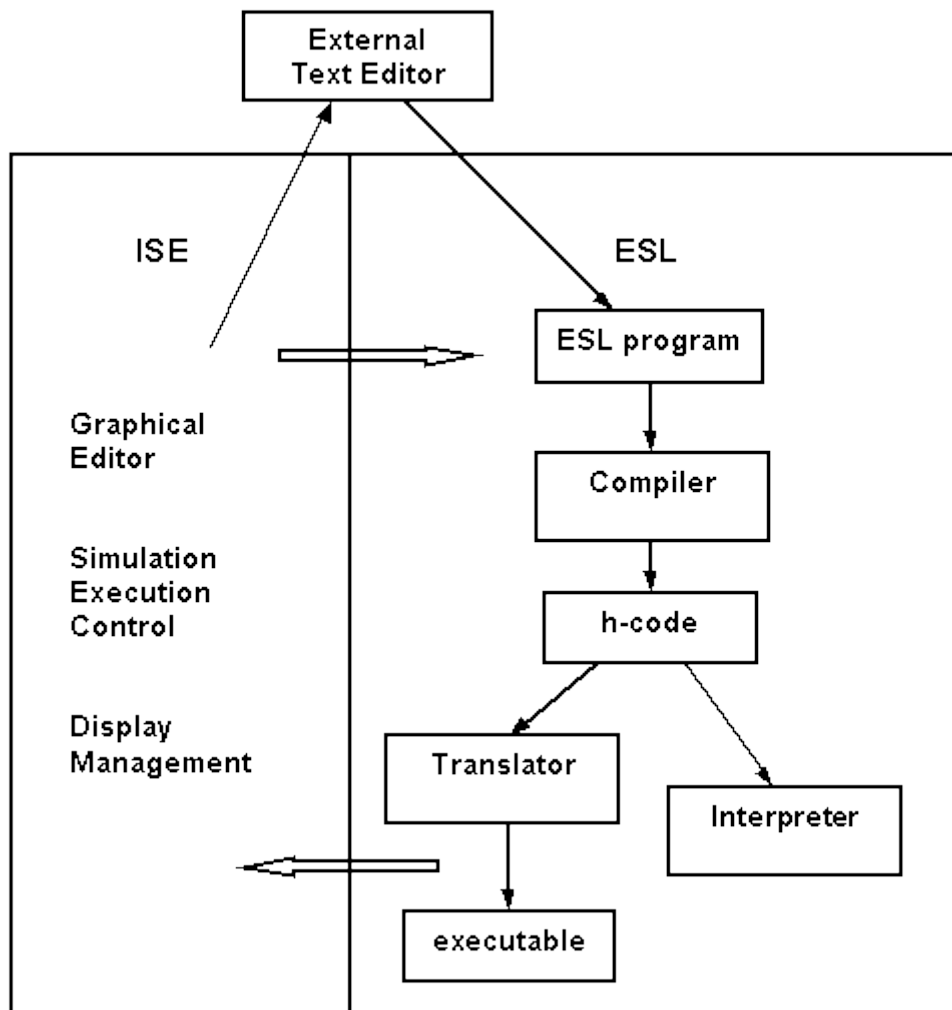 External
Text Editor
ISE
ESL
ESL program
Graphical
Editor
Compiler
Simulation
Execution
Control
h-code
Display
Management
Translator
Interpreter
executable